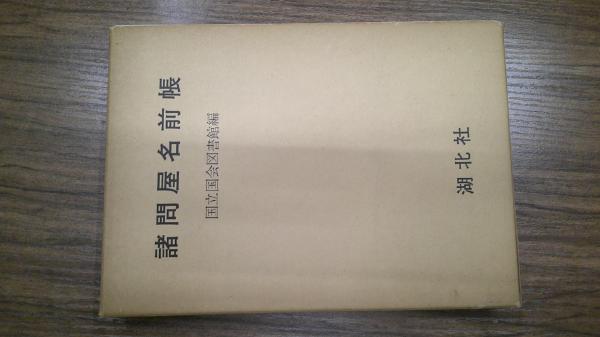 諸問屋名前帳
国立国会図書館編
湖北社